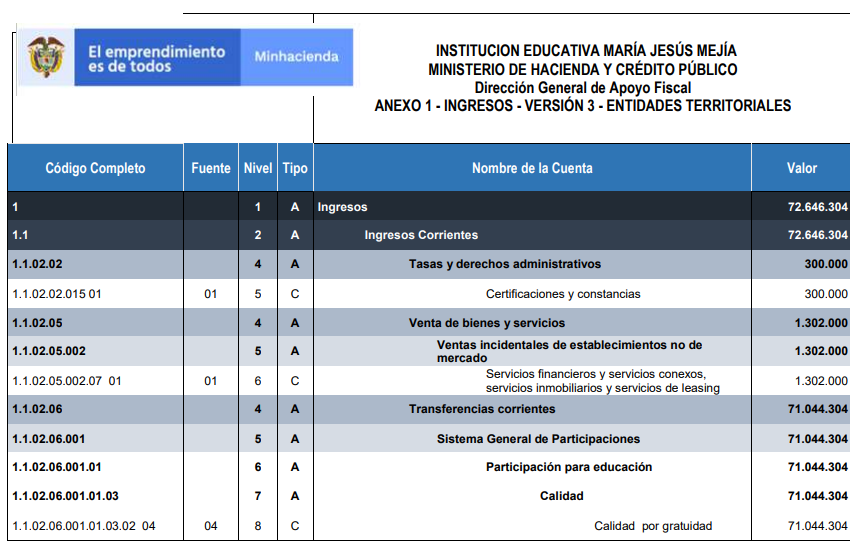 El emprendimiento
es de todos
Minhacienda
INSTITUCION EDUCATIVA MARÍA JESÚS MEJÍA
MINISTERIO DE HACIENDA Y CRÉDITO PÚBLICO
Dirección General de Apoyo Fiscal
ANEXO 1 - INGRESOS - VERSIÓN 3 - ENTIDADES TERRITORIALES
Código Completo Fuente Nivel Tipo Nombre de la Cuenta Valor
1 1 A Ingresos 72.646.304
1.1 2 A Ingresos Corrientes 72.646.304
1.1.02.02 4 A Tasas y derechos administrativos 300.000
1.1.02.02.015 01 01 5 C Certificaciones y constancias 300.000
1.1.02.05 4 A Venta de bienes y servicios 1.302.000
1.1.02.05.002 5 A Ventas incidentales de establecimientos no de
mercado 1.302.000
1.1.02.05.002.07 01 01 6 C Servicios financieros y servicios conexos,
servicios inmobiliarios y servicios de leasing 1.302.000
1.1.02.06 4 A Transferencias corrientes 71.044.304
1.1.02.06.001 5 A Sistema General de Participaciones 71.044.304
1.1.02.06.001.01 6 A Participación para educación 71.044.304
1.1.02.06.001.01.03 7 A Calidad 71.044.304
1.1.02.06.001.01.03.02 04 04 8 C Calidad por gratuidad 71.044.304